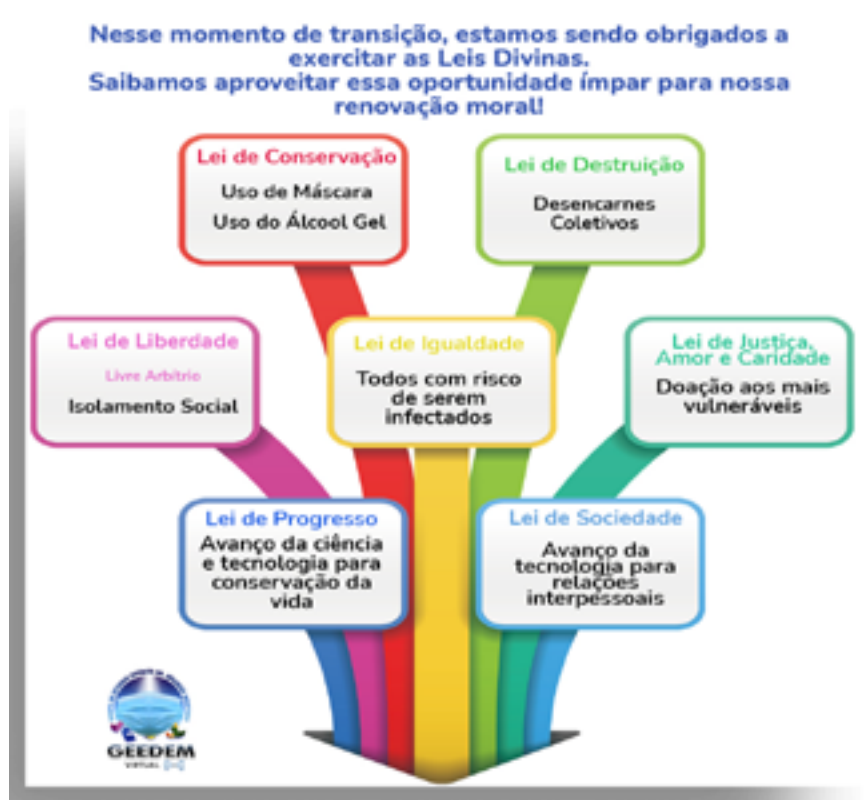 Nesse momento de transição, estamos sendo obrigados a
exercitar as Leis Divinas.
Saibamos aproveitar essa oportunidade ímpar para nossa
renovação moral!
Lei de Conservação
Uso de Máscara
Uso do Álcool Gel
Lei de Destruição
Desencarnes
Coletivos
Lei de Liberdade
Livre Arbítrio
Isolamento Social
Lei de Igualdade
Todos com risco
de serem
infectados
Lei de Justiça,
Amor e Caridade
Doação aos mais
vulneráveis
Lei de Progresso
Avanço da ciência
e tecnologia para
conservação da
vida
Lei de Sociedade
Avanço da
tecnologia para
relações
interpessoais
GEEDEM
VIRTUAL